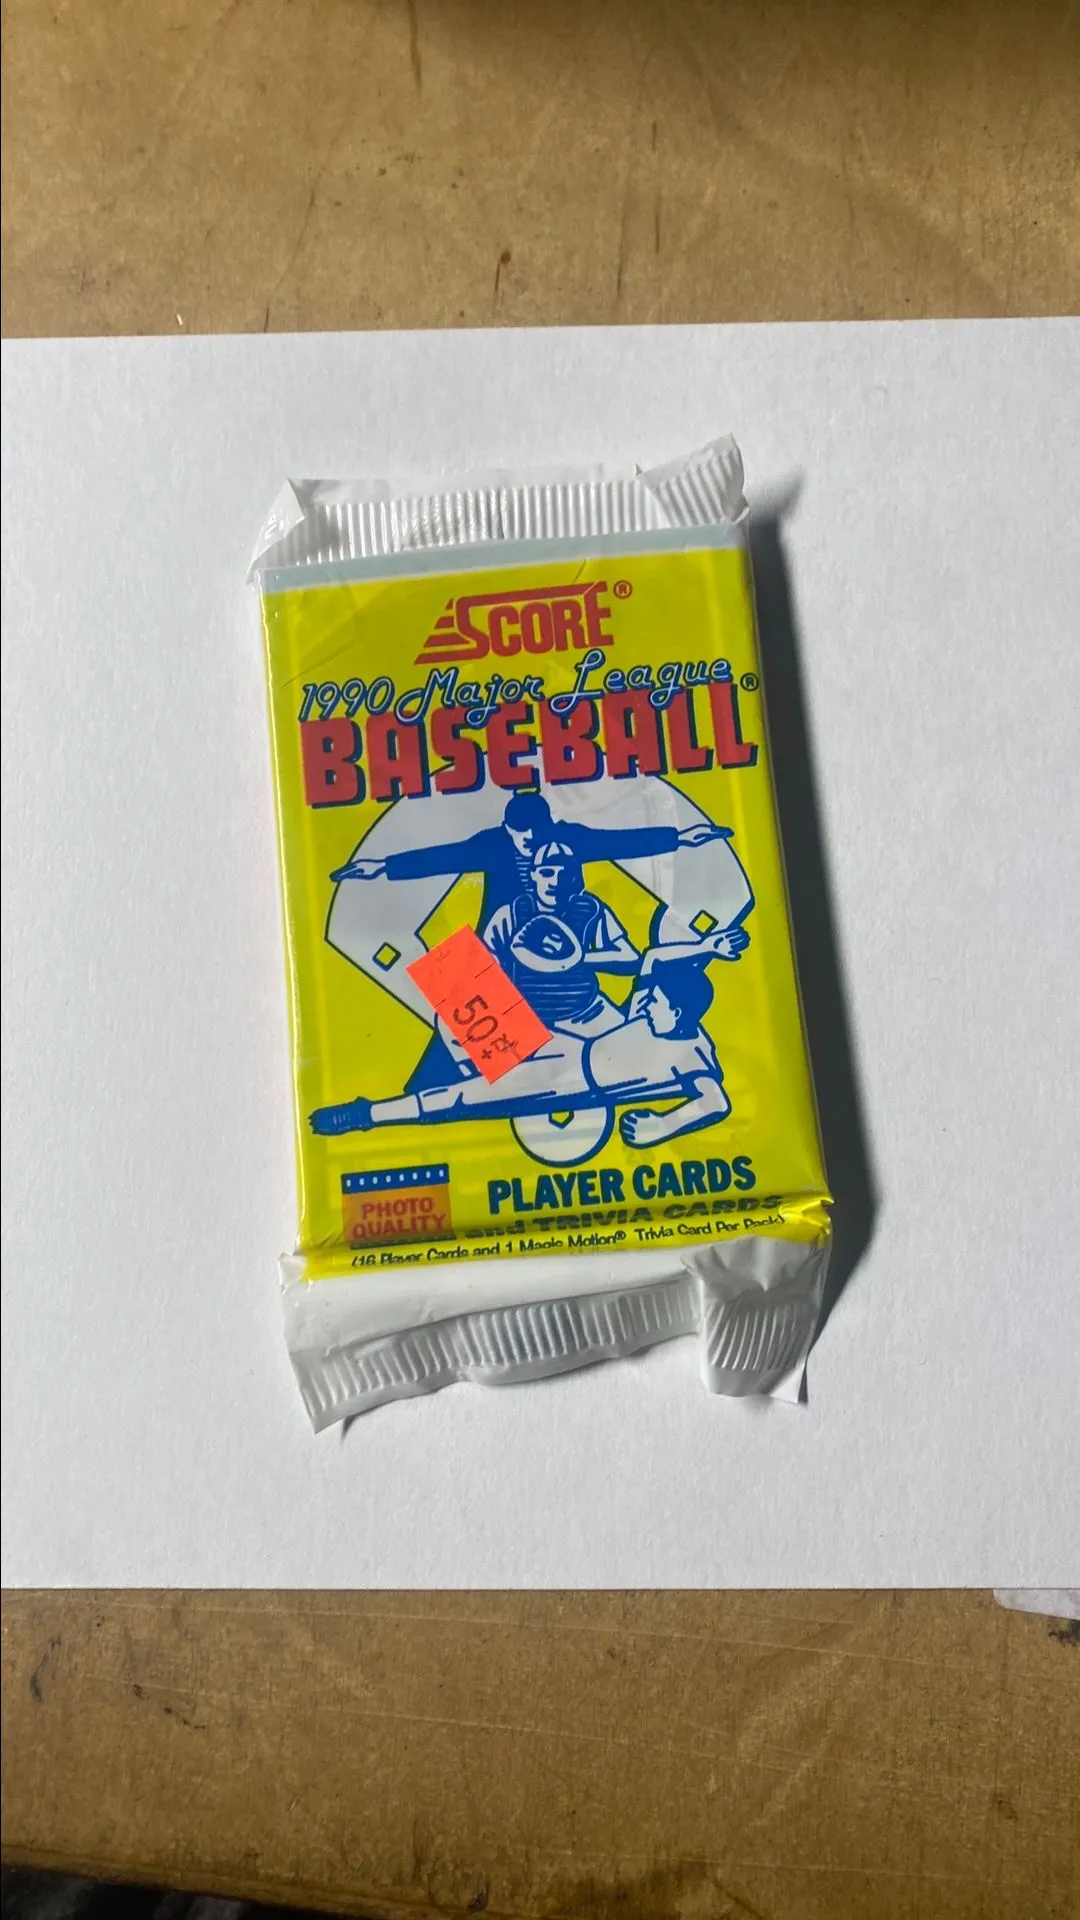 SCORE®
1990 Major League
BASEBALL®
50
PLAYER CARDS
PHOTO
QUALITY
and TRIVIA CARDS
(16 Player Cards and 1 Magic Motion® Trivia Card Per Pack)